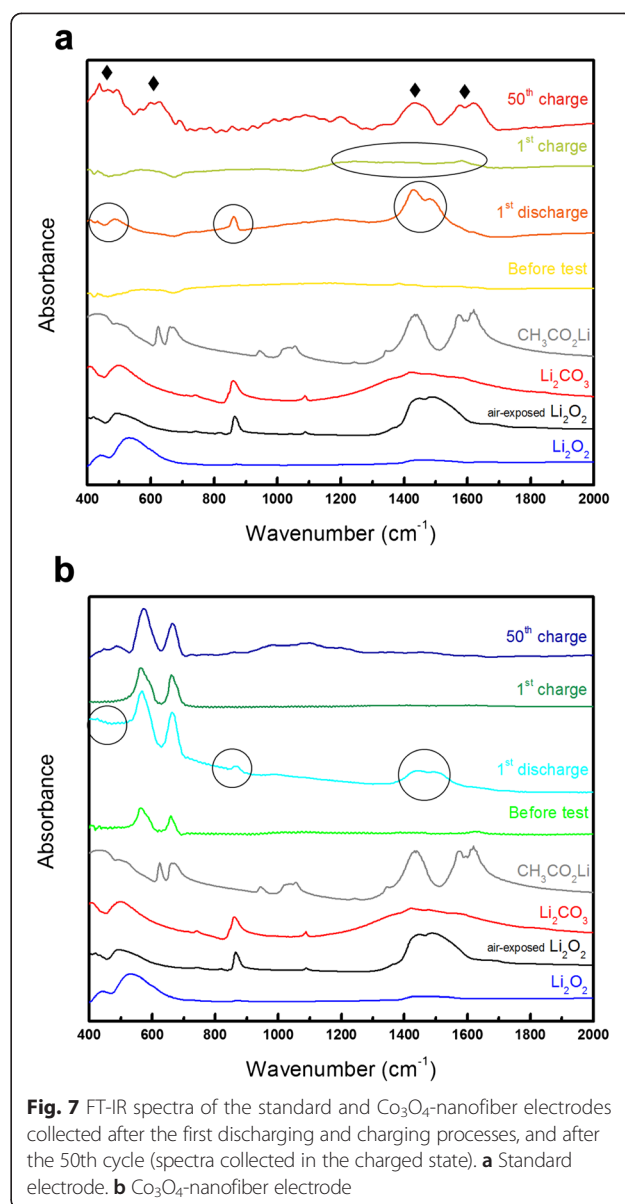 a
50th charge
1st charge
1st discharge
Before test
CH3CO2Li
Li2CO3
air-exposed Li2O2
Li2O2
Absorbance
400 600 800 1000 1200 1400 1600 1800 2000
Wavenumber (cm-1)
b
50th charge
1st charge
1st discharge
Before test
CH3CO2Li
Li2CO3
air-exposed Li2O2
Li2O2
Absorbance
400 600 800 1000 1200 1400 1600 1800 2000
Wavenumber (cm-1)
Fig. 7 FT-IR spectra of the standard and Co3O4-nanofiber electrodes
collected after the first discharging and charging processes, and after
the 50th cycle (spectra collected in the charged state). a Standard
electrode. b Co3O4-nanofiber electrode